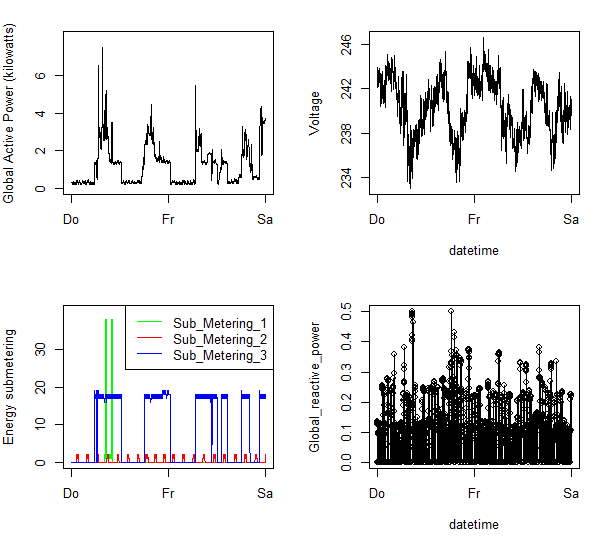 Global Active Power (kilowatts)
0 2 4 6
Do Fr Sa
Voltage
234 238 242 246
Do Fr Sa
datetime
Energy submetering
0 10 20 30
Sub_Metering_1
Sub_Metering_2
Sub_Metering_3
Do Fr Sa
Global_reactive_power
0.0 0.1 0.2 0.3 0.4 0.5
Do Fr Sa
datetime